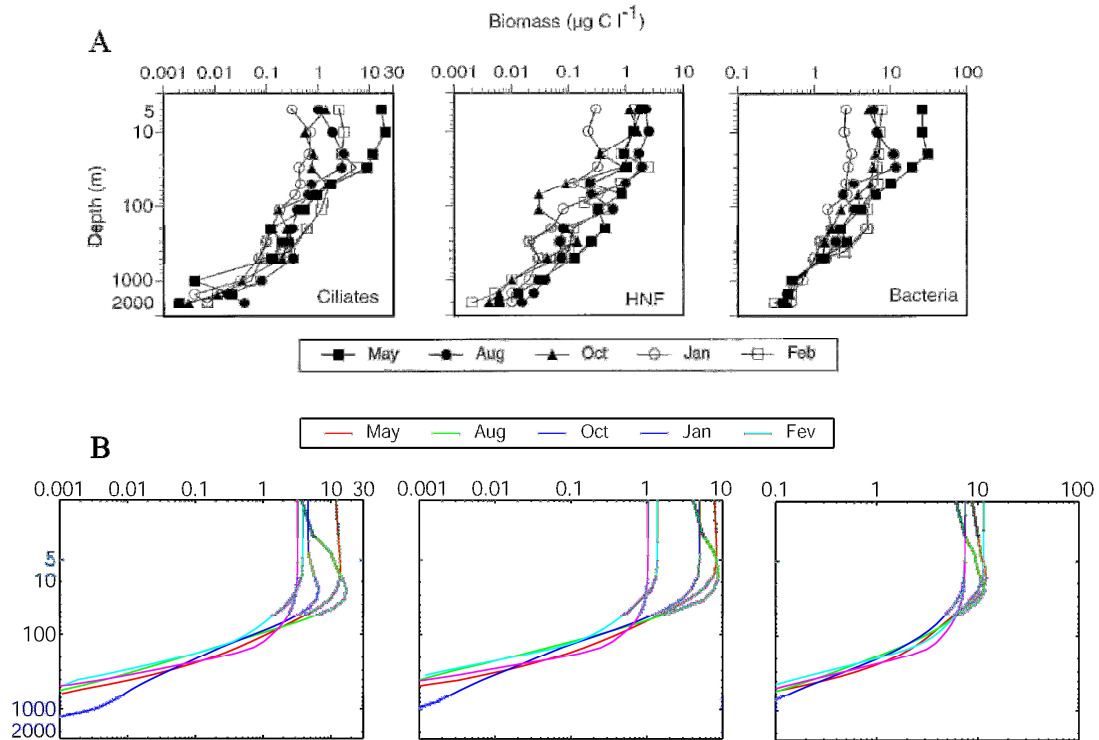 Biomass (µg C l⁻¹)
A
0.001 0.01 0.1 1 10 30
0.001 0.01 0.1 1 10
0.1 1 10 100
Depth (m)
5
10
100
1000
2000
Ciliates
HNF
Bacteria
May Aug Oct Jan Feb
B
May Aug Oct Jan Fev
0.001 0.01 0.1 1 10 30
0.001 0.01 0.1 1 10
0.1 1 10 100
5
10
100
1000
2000